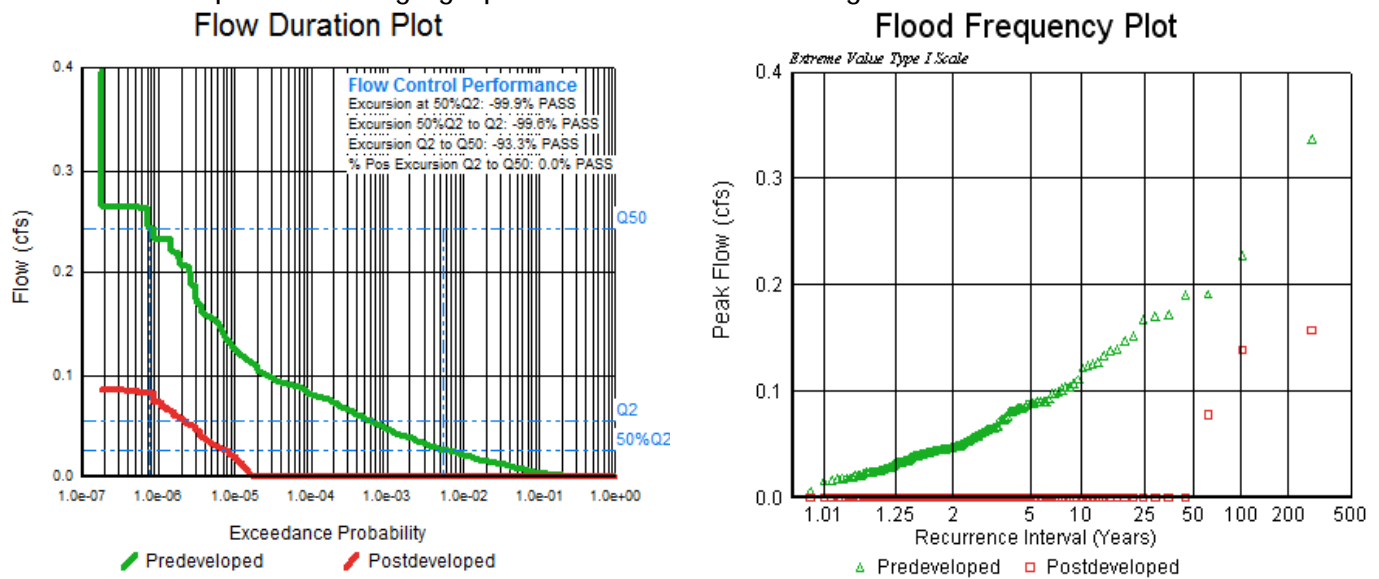 Flow Duration Plot
0.4
0.3
0.2
0.1
0.0
Flow (cfs)
Flow Control Performance
Excursion at 50%Q2: -99.9% PASS
Excursion 50%Q2 to Q2: -99.6% PASS
Excursion Q2 to Q50: -93.3% PASS
% Pos Excursion Q2 to Q50: 0.0% PASS
Q50
Q2
50%Q2
1.0e-07 1.0e-06 1.0e-05 1.0e-04 1.0e-03 1.0e-02 1.0e-01 1.0e+00
Exceedance Probability
Predeveloped Postdeveloped
Flood Frequency Plot
Extreme Value Type I Scale
0.4
0.3
0.2
0.1
0.0
Peak Flow (cfs)
1.01 1.25 2 5 10 25 50 100 200 500
Recurrence Interval (Years)
Predeveloped Postdeveloped